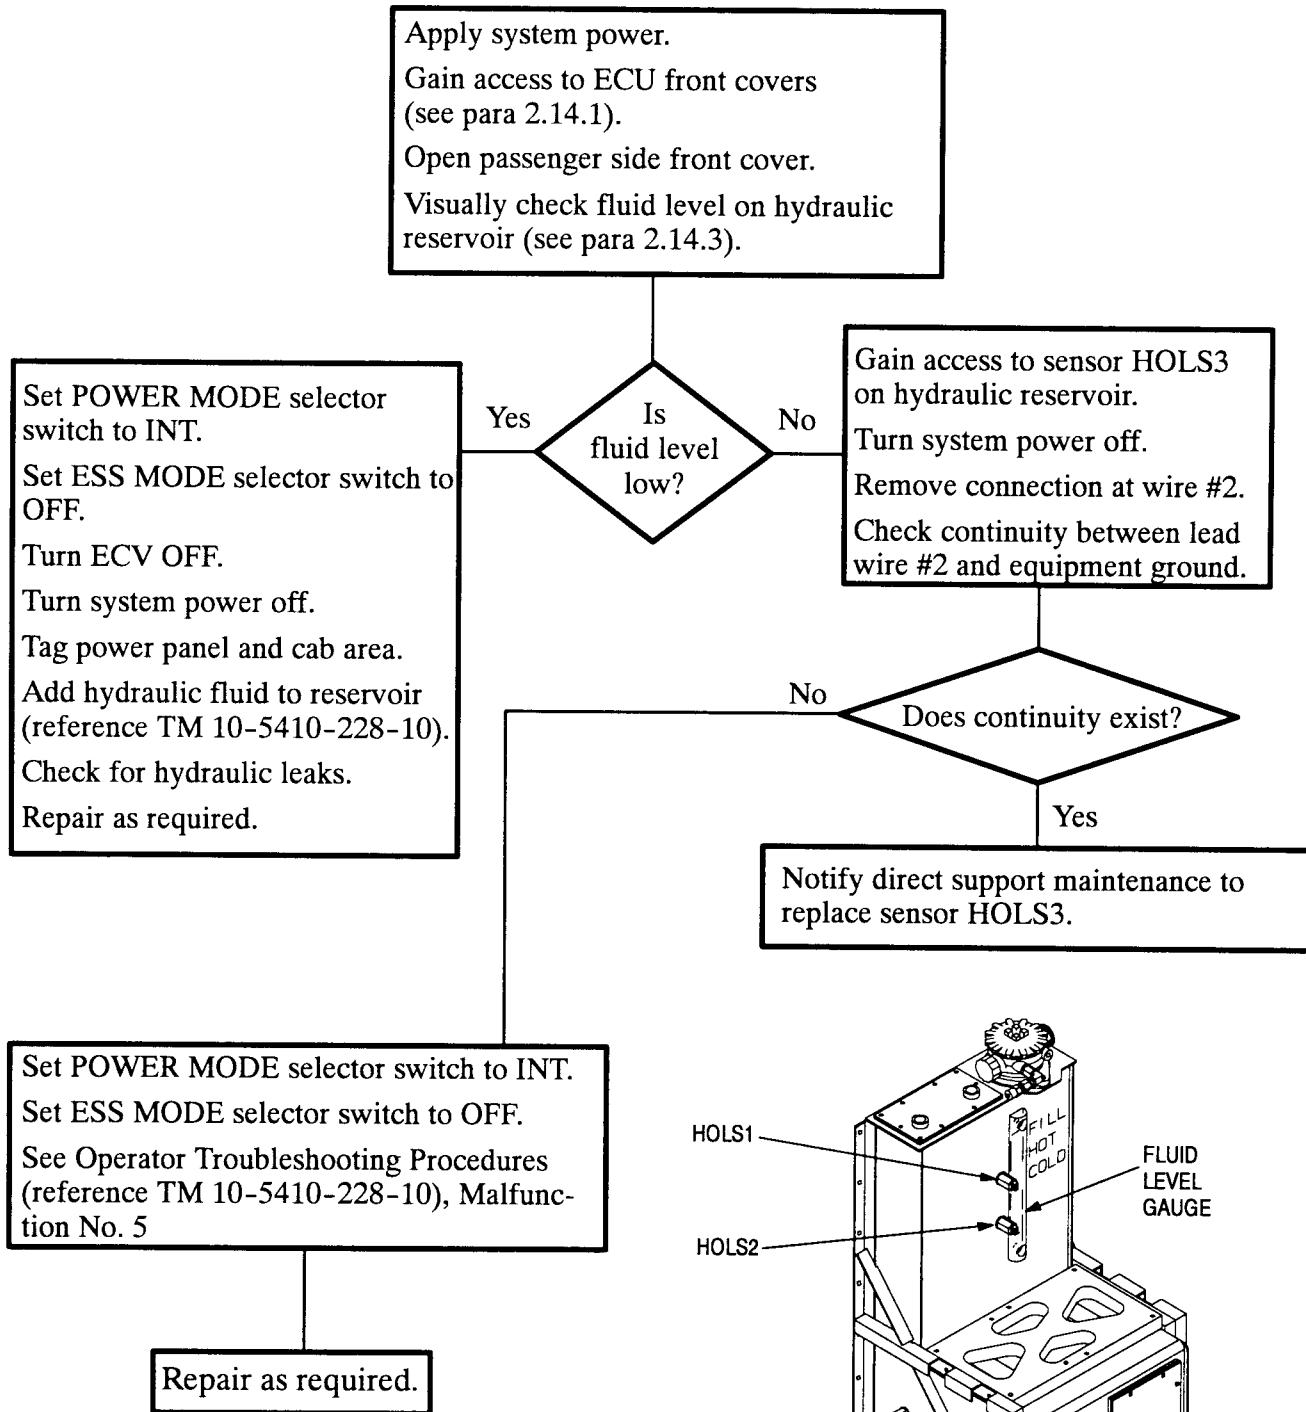 Apply system power.
Gain access to ECU front covers
(see para 2.14.1).
Open passenger side front cover.
Visually check fluid level on hydraulic
reservoir (see para 2.14.3).
Is
fluid level
low?
Yes
No
Set POWER MODE selector
switch to INT.
Set ESS MODE selector switch to
OFF.
Turn ECV OFF.
Turn system power off.
Tag power panel and cab area.
Add hydraulic fluid to reservoir
(reference TM 10-5410-228-10).
Check for hydraulic leaks.
Repair as required.
Gain access to sensor HOLS3
on hydraulic reservoir.
Turn system power off.
Remove connection at wire #2.
Check continuity between lead
wire #2 and equipment ground.
Does continuity exist?
No
Yes
Notify direct support maintenance to
replace sensor HOLS3.
Set POWER MODE selector switch to INT.
Set ESS MODE selector switch to OFF.
See Operator Troubleshooting Procedures
(reference TM 10-5410-228-10), Malfunc-
tion No. 5
Repair as required.
HOLS1
HOLS2
FILL
HOT
COLD
FLUID
LEVEL
GAUGE